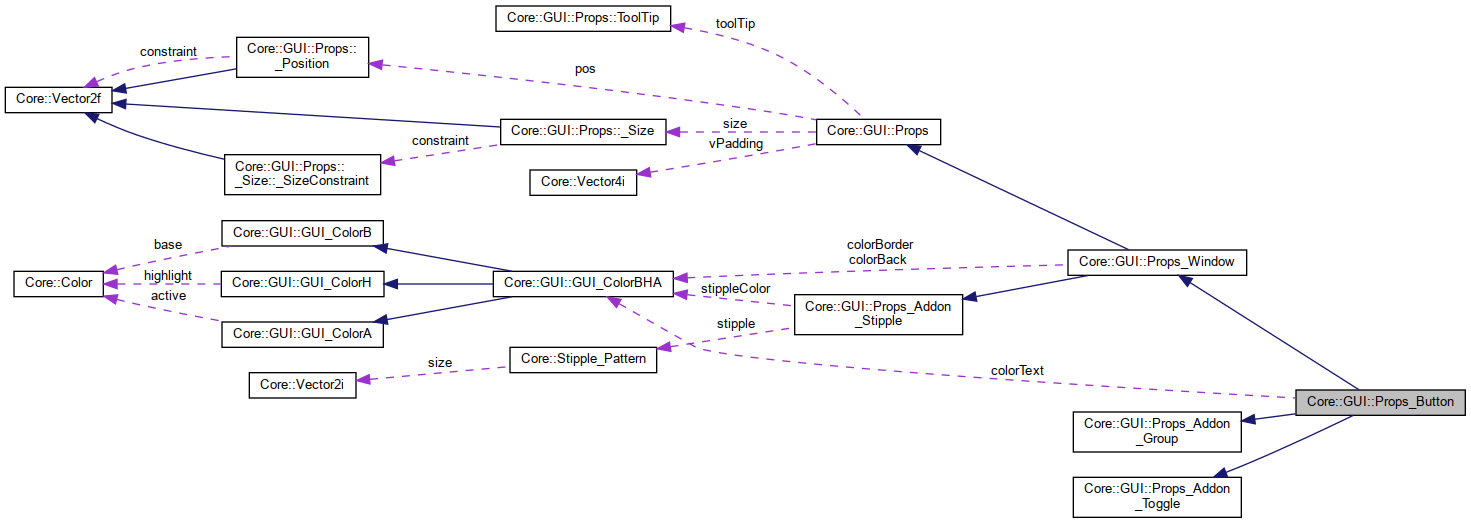 Core::GUI::Props::ToolTip
toolTip
Core::GUI::Props::
_Position
constraint
pos
Core::Vector2f
Core::GUI::Props::_Size
size
Core::GUI::Props
constraint
vPadding
Core::GUI::Props::
_Size::_SizeConstraint
Core::Vector4i
Core::GUI::GUI_ColorB
base
colorBorder
colorBack
Core::GUI::Props_Window
Core::Color
highlight
Core::GUI::GUI_ColorH
Core::GUI::GUI_ColorBHA
stippleColor
active
Core::GUI::Props_Addon
_Stipple
Core::GUI::GUI_ColorA
stipple
Core::Stipple_Pattern
size
colorText
Core::Vector2i
Core::GUI::Props_Button
Core::GUI::Props_Addon
_Group
Core::GUI::Props_Addon
_Toggle